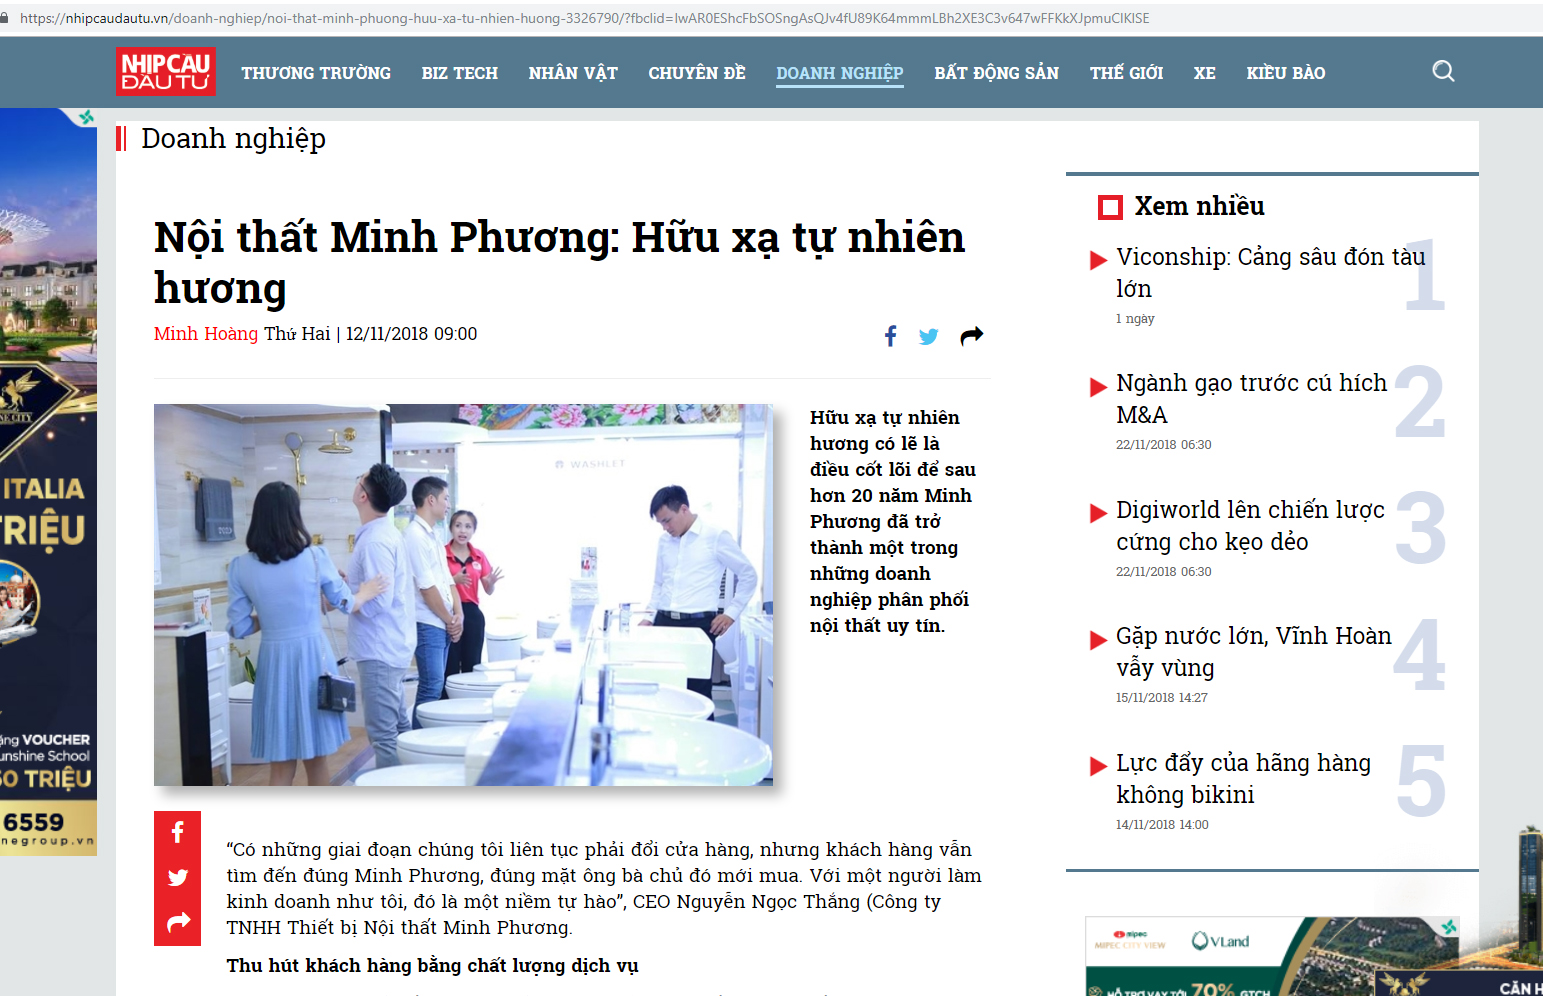 https://nhipcaudautu.vn/doanh-nghiep/noi-that-minh-phuong-huu-xa-tu-nhien-huong-3326790/?fbclid=IwAR0EShcFbSOSngAsQJv4fU89K64mmmLBh2XE3C3v647wFFKkXJpmuClKlSE
NHỊP CẦU
ĐẦU TƯ
THƯƠNG TRƯỜNG BIZ TECH NHÂN VẬT CHUYÊN ĐỀ DOANH NGHIỆP BẤT ĐỘNG SẢN THẾ GIỚI XE KIỀU BÀO
Doanh nghiệp
Nội thất Minh Phương: Hữu xạ tự nhiên
hương
Minh Hoàng Thứ Hai | 12/11/2018 09:00
WASHLET
Hữu xạ tự nhiên
hương có lẽ là
điều cốt lõi để sau
hơn 20 năm Minh
Phương đã trở
thành một trong
những doanh
nghiệp phân phối
nội thất uy tín.
“Có những giai đoạn chúng tôi liên tục phải đổi cửa hàng, nhưng khách hàng vẫn
tìm đến đúng Minh Phương, đúng mặt ông bà chủ đó mới mua. Với một người làm
kinh doanh như tôi, đó là một niềm tự hào”, CEO Nguyễn Ngọc Thắng (Công ty
TNHH Thiết bị Nội thất Minh Phương.
Thu hút khách hàng bằng chất lượng dịch vụ
Xem nhiều
Viconship: Cảng sâu đón tàu
lớn
1 ngày
1
Ngành gạo trước cú hích
M&A
22/11/2018 06:30
2
Digiworld lên chiến lược
cứng cho kẹo dẻo
22/11/2018 06:30
3
Gặp nước lớn, Vĩnh Hoàn
vẫy vùng
15/11/2018 14:27
4
Lực đẩy của hãng hàng
không bikini
14/11/2018 14:00
5
NE CITY
ITALIA
TRIỆU
VOUCHER
unshine School
50 TRIỆU
6559
negroup.vn
mipec
MIPEC CITY VIEW
VLand
HỖ TRỢ VAY TỚI 70% GTCH
CĂN H